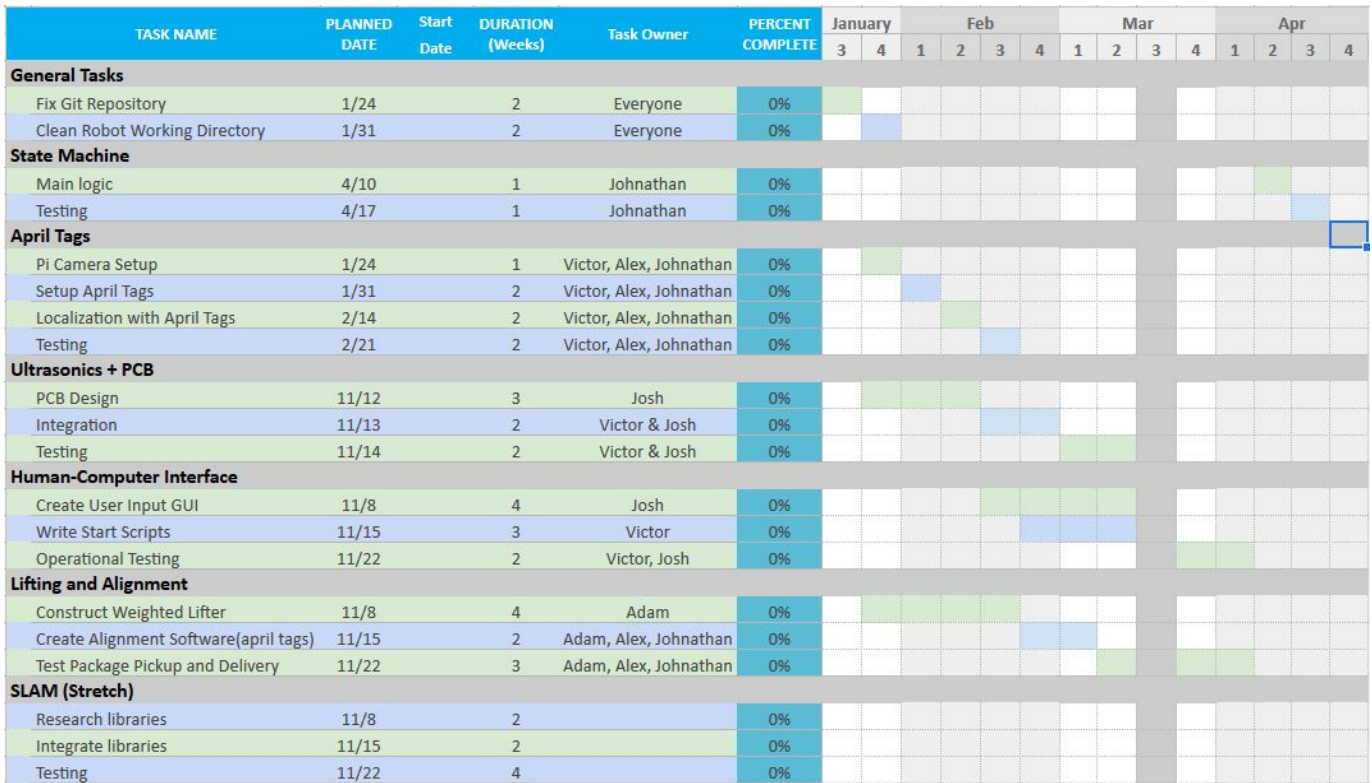 TASK NAME PLANNED DATE Start Date DURATION (Weeks) Task Owner PERCENT COMPLETE January Feb Mar Apr
3 4 1 2 3 4 1 2 3 4 1 2 3 4
General Tasks
Fix Git Repository 1/24 2 Everyone 0%
Clean Robot Working Directory 1/31 2 Everyone 0%
State Machine
Main logic 4/10 1 Johnathan 0%
Testing 4/17 1 Johnathan 0%
April Tags
Pi Camera Setup 1/24 1 Victor, Alex, Johnathan 0%
Setup April Tags 1/31 2 Victor, Alex, Johnathan 0%
Localization with April Tags 2/14 2 Victor, Alex, Johnathan 0%
Testing 2/21 2 Victor, Alex, Johnathan 0%
Ultrasonics + PCB
PCB Design 11/12 3 Josh 0%
Integration 11/13 2 Victor & Josh 0%
Testing 11/14 2 Victor & Josh 0%
Human-Computer Interface
Create User Input GUI 11/8 4 Josh 0%
Write Start Scripts 11/15 3 Victor 0%
Operational Testing 11/22 2 Victor, Josh 0%
Lifting and Alignment
Construct Weighted Lifter 11/8 4 Adam 0%
Create Alignment Software(april tags) 11/15 2 Adam, Alex, Johnathan 0%
Test Package Pickup and Delivery 11/22 3 Adam, Alex, Johnathan 0%
SLAM (Stretch)
Research libraries 11/8 2 0%
Integrate libraries 11/15 2 0%
Testing 11/22 4 0%